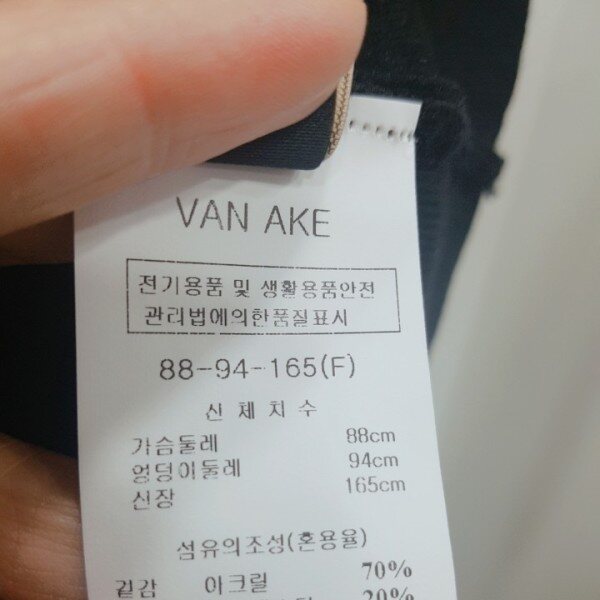 VAN AKE
전기용품 및 생활용품안전
관리법에의한품질표시
88-94-165(F)
신체치수
가슴둘레 88cm
엉덩이둘레 94cm
신장 165cm
섬유의조성(혼용율)
겉감 아크릴 70%
20%